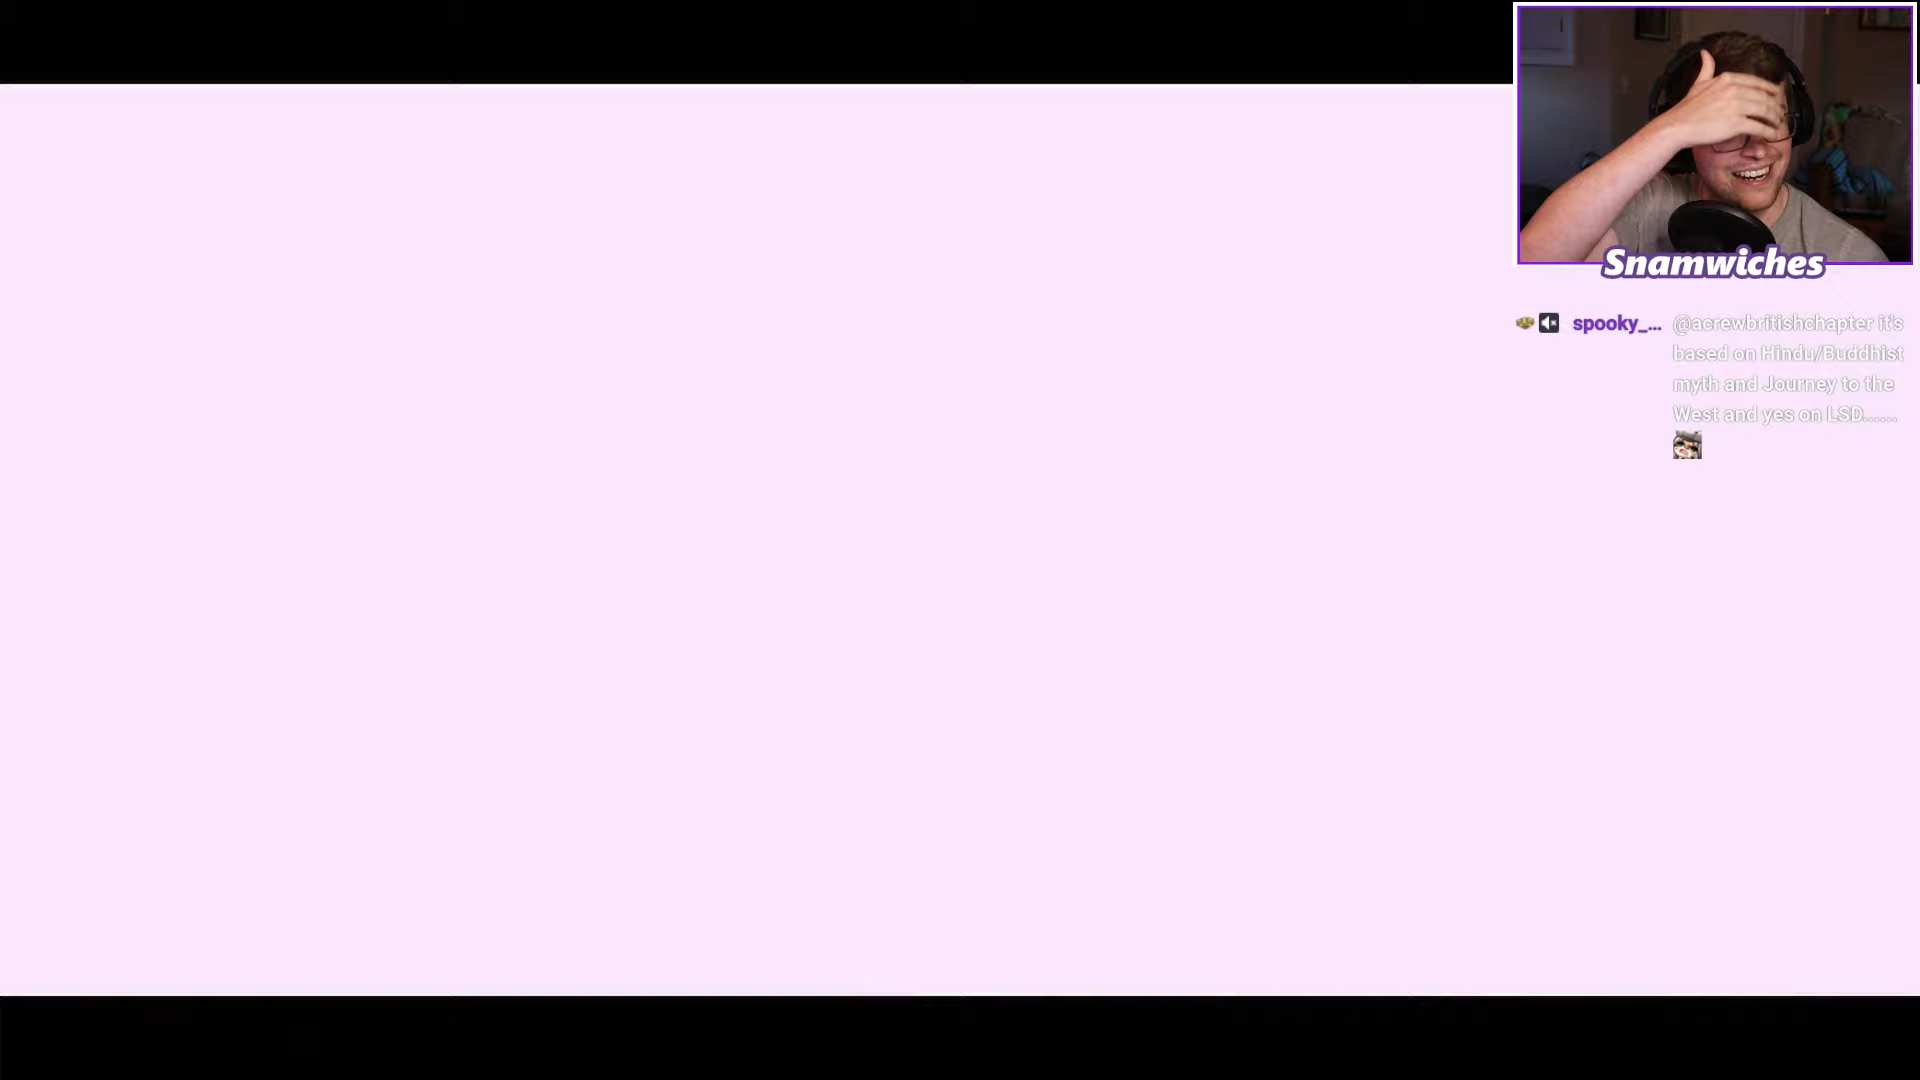 Snamwiches
spooky_... @acrewbritishchapter it's
based on Hindu/Buddhist
myth and Journey to the
West and yes on LSD......